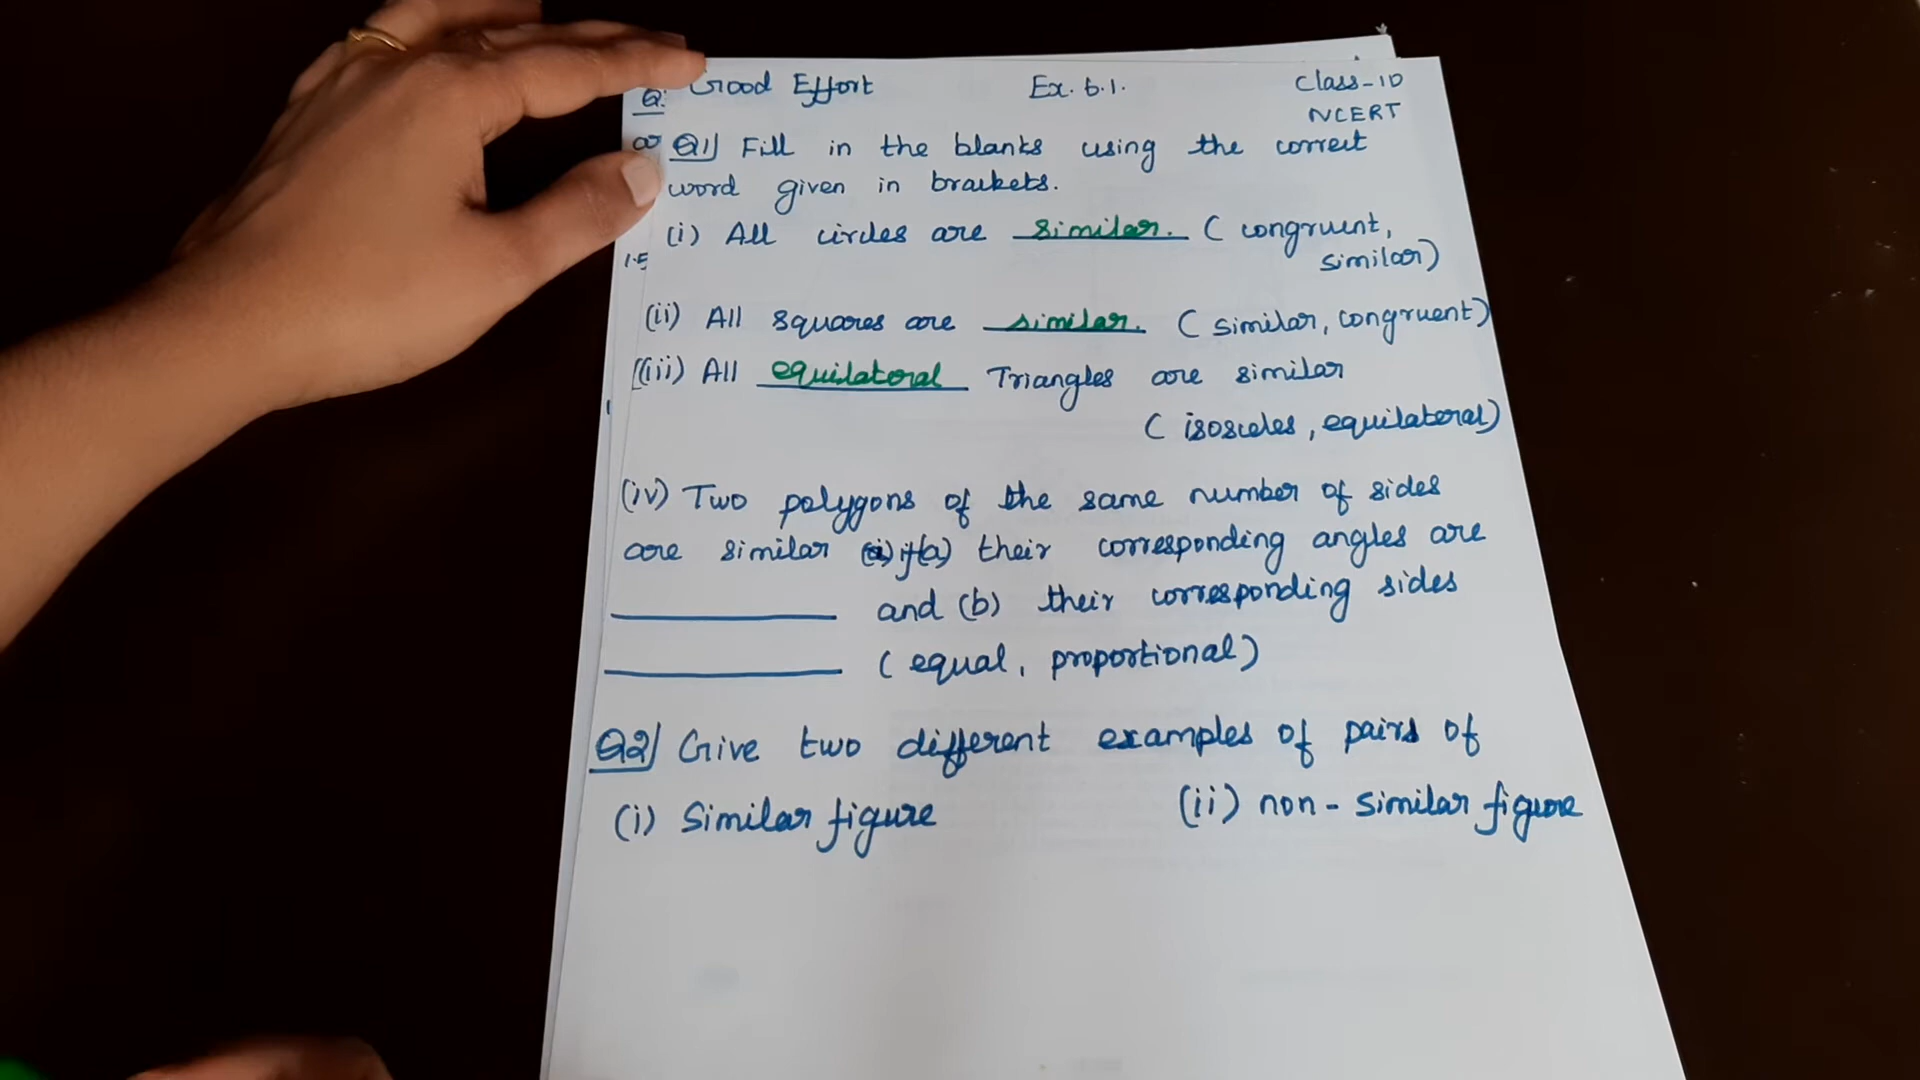 Good Effort Ex. 6.1. Class-10
NCERT
Q1) Fill in the blanks using the correct
word given in brackets.
(i) All circles are similar. (congruent,
similar)
(ii) All squares are similar. (similar, congruent)
(iii) All equilateral Triangles are similar
(isosceles, equilateral)
(iv) Two polygons of the same number of sides
are similar if (a) their corresponding angles are
and (b) their corresponding sides
(equal, proportional)
Q2) Give two different examples of pairs of
(i) Similar figure (ii) non-similar figure
Q:
1.5